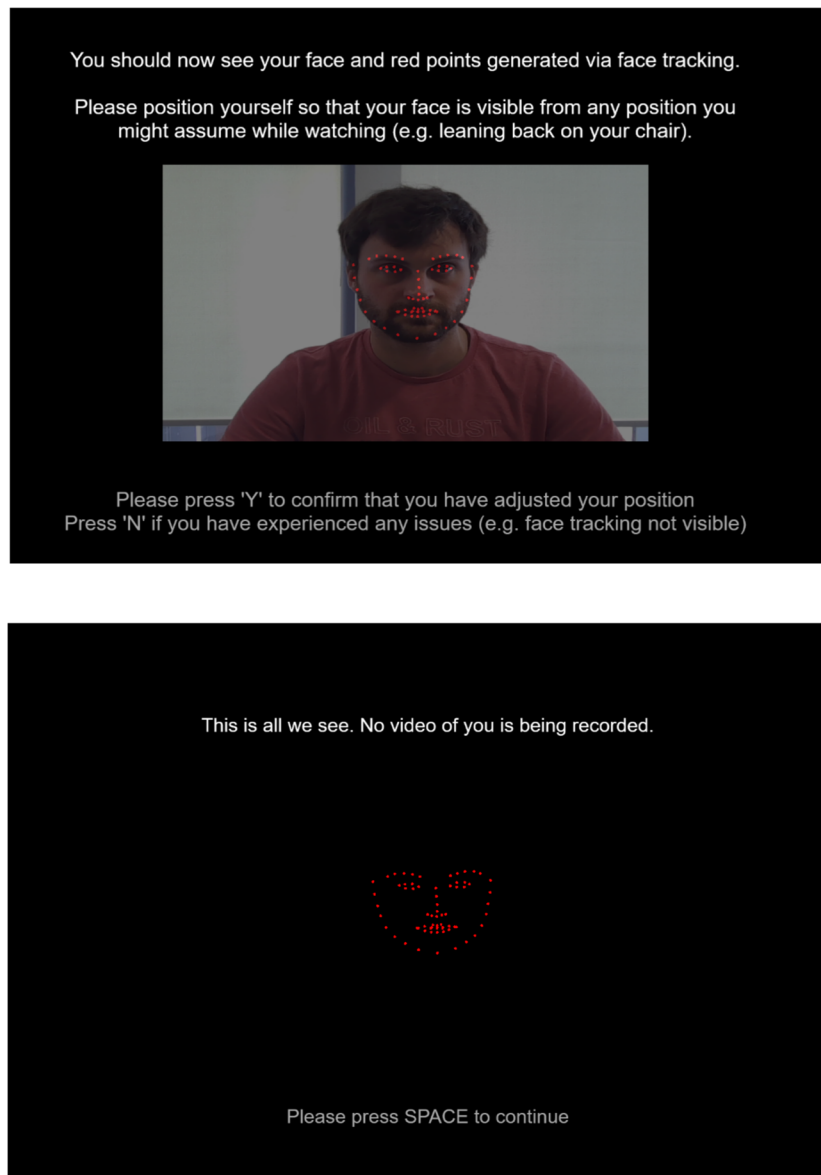 You should now see your face and red points generated via face tracking.
Please position yourself so that your face is visible from any position you
might assume while watching (e.g. leaning back on your chair).
OIL & RUST
Please press 'Y' to confirm that you have adjusted your position
Press 'N' if you have experienced any issues (e.g. face tracking not visible)
This is all we see. No video of you is being recorded.
Please press SPACE to continue